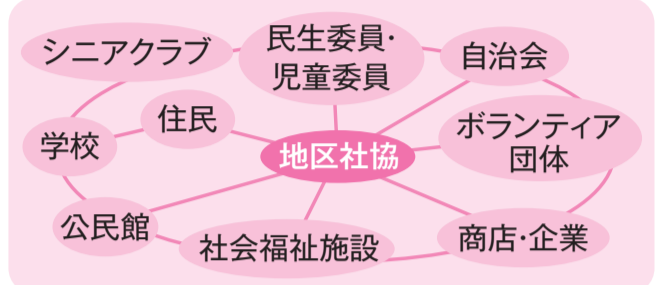 シニアクラブ
民生委員・
児童委員
自治会
学校
住民
地区社協
ボランティア
団体
公民館
社会福祉施設
商店・企業